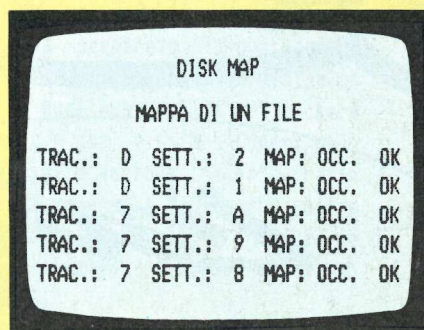 DISK MAP
MAPPA DI UN FILE
TRAC.: D SETT.: 2 MAP: OCC. OK
TRAC.: D SETT.: 1 MAP: OCC. OK
TRAC.: 7 SETT.: A MAP: OCC. OK
TRAC.: 7 SETT.: 9 MAP: OCC. OK
TRAC.: 7 SETT.: 8 MAP: OCC. OK